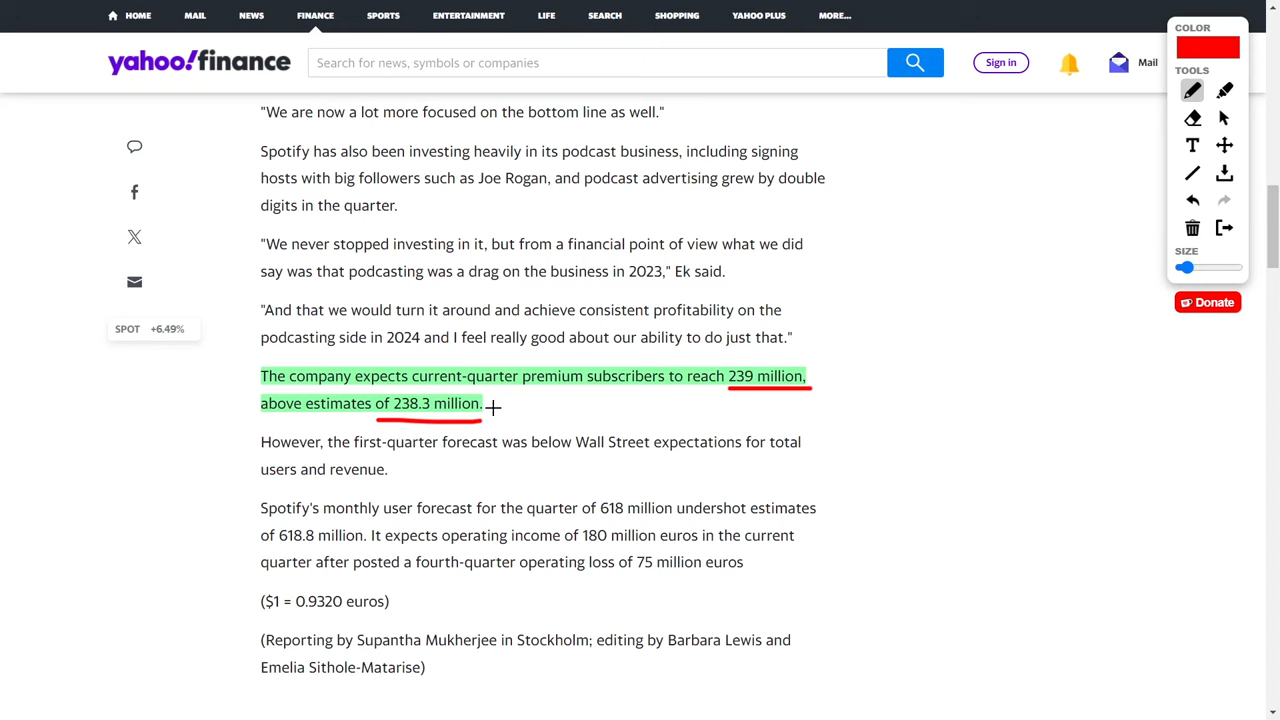 HOME MAIL NEWS FINANCE SPORTS ENTERTAINMENT LIFE SEARCH SHOPPING YAHOO PLUS MORE...
yahoo!finance Search for news, symbols or companies Sign in Mail
COLOR
TOOLS
T
SIZE
Donate
"We are now a lot more focused on the bottom line as well."
Spotify has also been investing heavily in its podcast business, including signing
hosts with big followers such as Joe Rogan, and podcast advertising grew by double
digits in the quarter.
"We never stopped investing in it, but from a financial point of view what we did
say was that podcasting was a drag on the business in 2023," Ek said.
"And that we would turn it around and achieve consistent profitability on the
podcasting side in 2024 and I feel really good about our ability to do just that."
SPOT +6.49%
The company expects current-quarter premium subscribers to reach 239 million,
above estimates of 238.3 million.
However, the first-quarter forecast was below Wall Street expectations for total
users and revenue.
Spotify's monthly user forecast for the quarter of 618 million undershot estimates
of 618.8 million. It expects operating income of 180 million euros in the current
quarter after posted a fourth-quarter operating loss of 75 million euros
($1 = 0.9320 euros)
(Reporting by Supantha Mukherjee in Stockholm; editing by Barbara Lewis and
Emelia Sithole-Matarise)